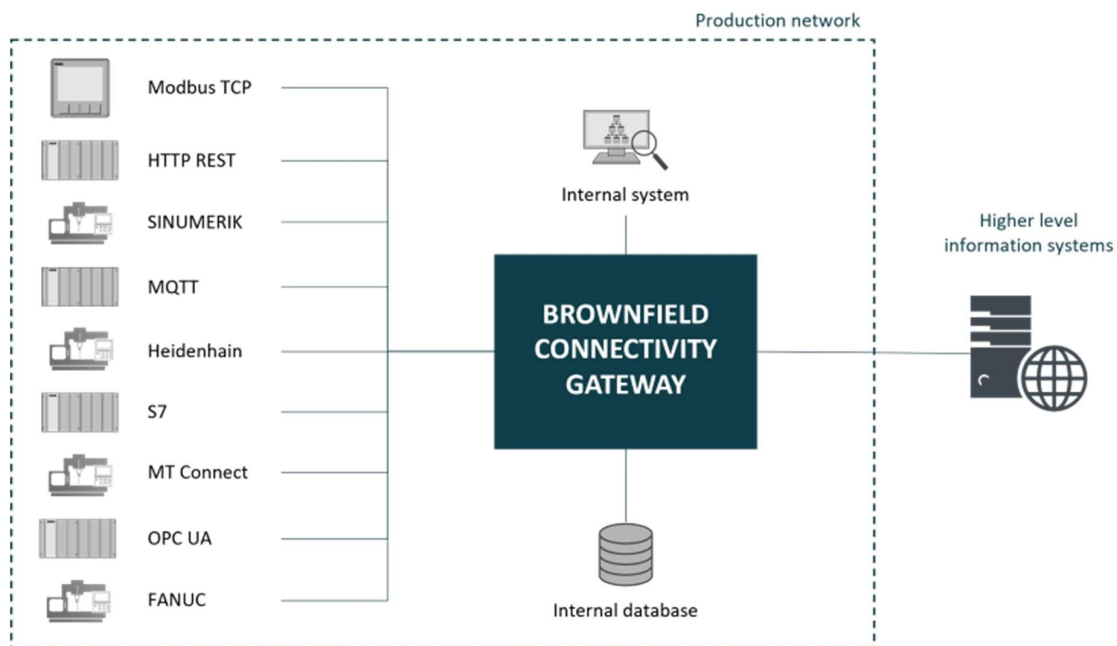 Production network
Modbus TCP
HTTP REST
SINUMERIK
MQTT
Heidenhain
S7
MT Connect
OPC UA
FANUC
Internal system
BROWNFIELD
CONNECTIVITY
GATEWAY
Internal database
Higher level
information systems